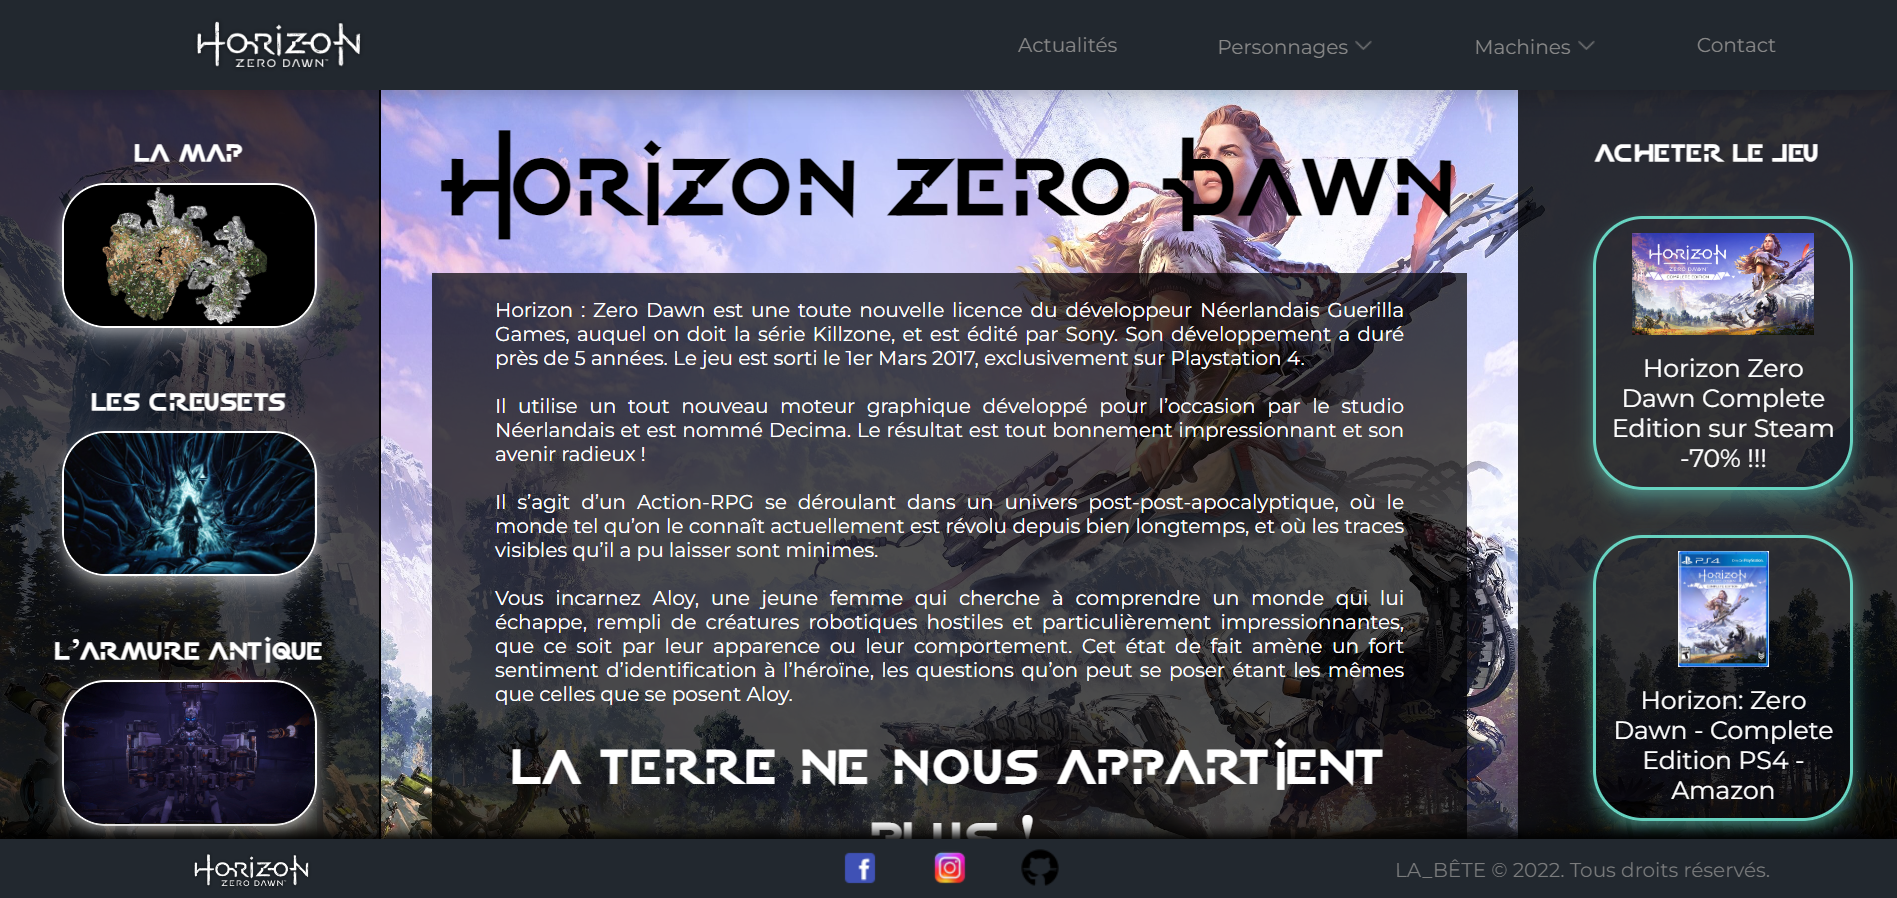 HORIZON
ZERO DAWN
Actualités
Personnages
Machines
Contact
LA MAP
LES CREUSETS
L'ARMURE ANTIQUE
HORIZON ZERO DAWN
Horizon : Zero Dawn est une toute nouvelle licence du développeur Néerlandais Guerilla
Games, auquel on doit la série Killzone, et est édité par Sony. Son développement a duré
près de 5 années. Le jeu est sorti le 1er Mars 2017, exclusivement sur Playstation 4.
Il utilise un tout nouveau moteur graphique développé pour l’occasion par le studio
Néerlandais et est nommé Decima. Le résultat est tout bonnement impressionnant et son
avenir radieux !
Il s’agit d’un Action-RPG se déroulant dans un univers post-post-apocalyptique, où le
monde tel qu’on le connaît actuellement est révolu depuis bien longtemps, et où les traces
visibles qu’il a pu laisser sont minimes.
Vous incarnez Aloy, une jeune femme qui cherche à comprendre un monde qui lui
échappe, rempli de créatures robotiques hostiles et particulièrement impressionnantes,
que ce soit par leur apparence ou leur comportement. Cet état de fait amène un fort
sentiment d’identification à l’héroïne, les questions qu’on peut se poser étant les mêmes
que celles que se posent Aloy.
LA TERRE NE NOUS APPARTIENT
PLUS !
ACHETER LE JEU
HORIZON
ZERO DAWN
COMPLETE EDITION
Horizon Zero
Dawn Complete
Edition sur Steam
-70% !!!
PS4
HORIZON
Horizon: Zero
Dawn - Complete
Edition PS4 -
Amazon
HORIZON
ZERO DAWN
LA_BÊTE © 2022. Tous droits réservés.